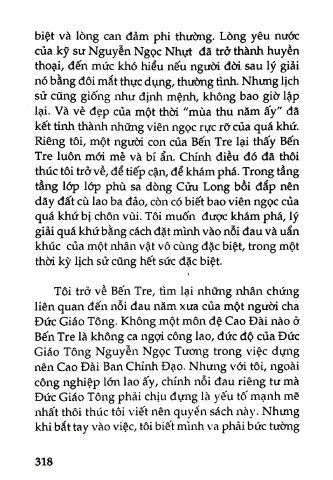 biệt và lòng can đảm phi thường. Lòng yêu nước
của kỹ sư Nguyễn Ngọc Nhựt đã trở thành huyền
thoại, đến mức khó hiểu nếu người đời sau lý giải
nó bằng đôi mắt thực dụng, thường tình. Nhưng lịch
sử cũng giống như định mệnh, không bao giờ lặp
lại. Và vẻ đẹp của một thời “mùa thu năm ấy” đã
kết tinh thành những viên ngọc rực rỡ của quá khứ.
Riêng tôi, một người con của Bến Tre lại thấy Bến
Tre luôn mới mẻ và bí ẩn. Chính điều đó đã thôi
thúc tôi trở về, để tiếp cận, để khám phá. Trong tầng
tầng lớp lớp phù sa dòng Cửu Long bồi đắp nên
dãy đất cù lao ba đảo, còn có biết bao viên ngọc của
quá khứ bị chôn vùi. Tôi muốn được khám phá, lý
giải quá khứ bằng cách đặt mình vào nỗi đau và uẩn
khúc của một nhân vật vô cùng đặc biệt, trong một
thời kỳ lịch sử cũng hết sức đặc biệt.
Tôi trở về Bến Tre, tìm lại những nhân chứng
liên quan đến nỗi đau năm xưa của một người cha
Đức Giáo Tông. Không một môn đệ Cao Đài nào ở
Bến Tre là không ca ngợi công lao, đức độ của Đức
Giáo Tông Nguyễn Ngọc Tương trong việc dựng
nên Cao Đài Ban Chỉnh Đạo. Nhưng với tôi, ngoài
công nghiệp lớn lao ấy, chính nỗi đau riêng tư mà
Đức Giáo Tông phải chịu đựng là yếu tố mạnh mẽ
nhất thôi thúc tôi viết nên quyển sách này. Nhưng
khi bắt tay vào việc, tôi biết mình va phải bức tường
318